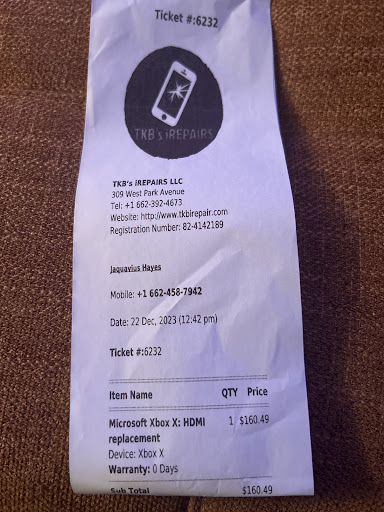 Ticket #:6232
TKB's iREPAIRS
TKB's iREPAIRS LLC
309 West Park Avenue
Tel: +1 662-392-4673
Website: http://www.tkbirepair.com
Registration Number: 82-4142189
Jaquavius Hayes
Mobile: +1 662-458-7942
Date: 22 Dec, 2023 (12:42 pm)
Ticket #:6232
Item Name QTY Price
Microsoft Xbox X: HDMI 1 $160.49
replacement
Device: Xbox X
Warranty: 0 Days
Sub Total $160.49